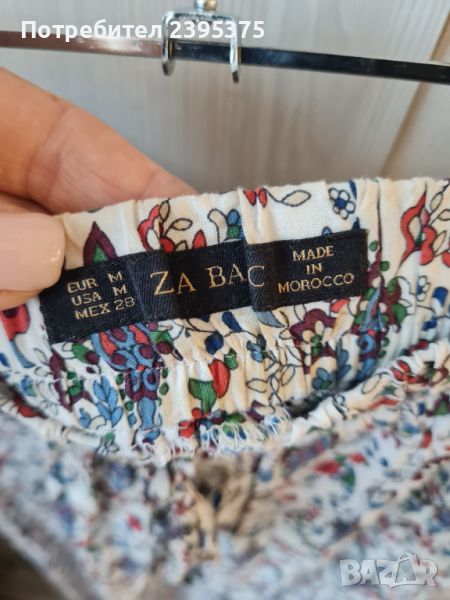 Потребител 2395375
EUR M
USA M
MEX 28
ZA BAC
MADE
IN
MOROCCO
BAZAR